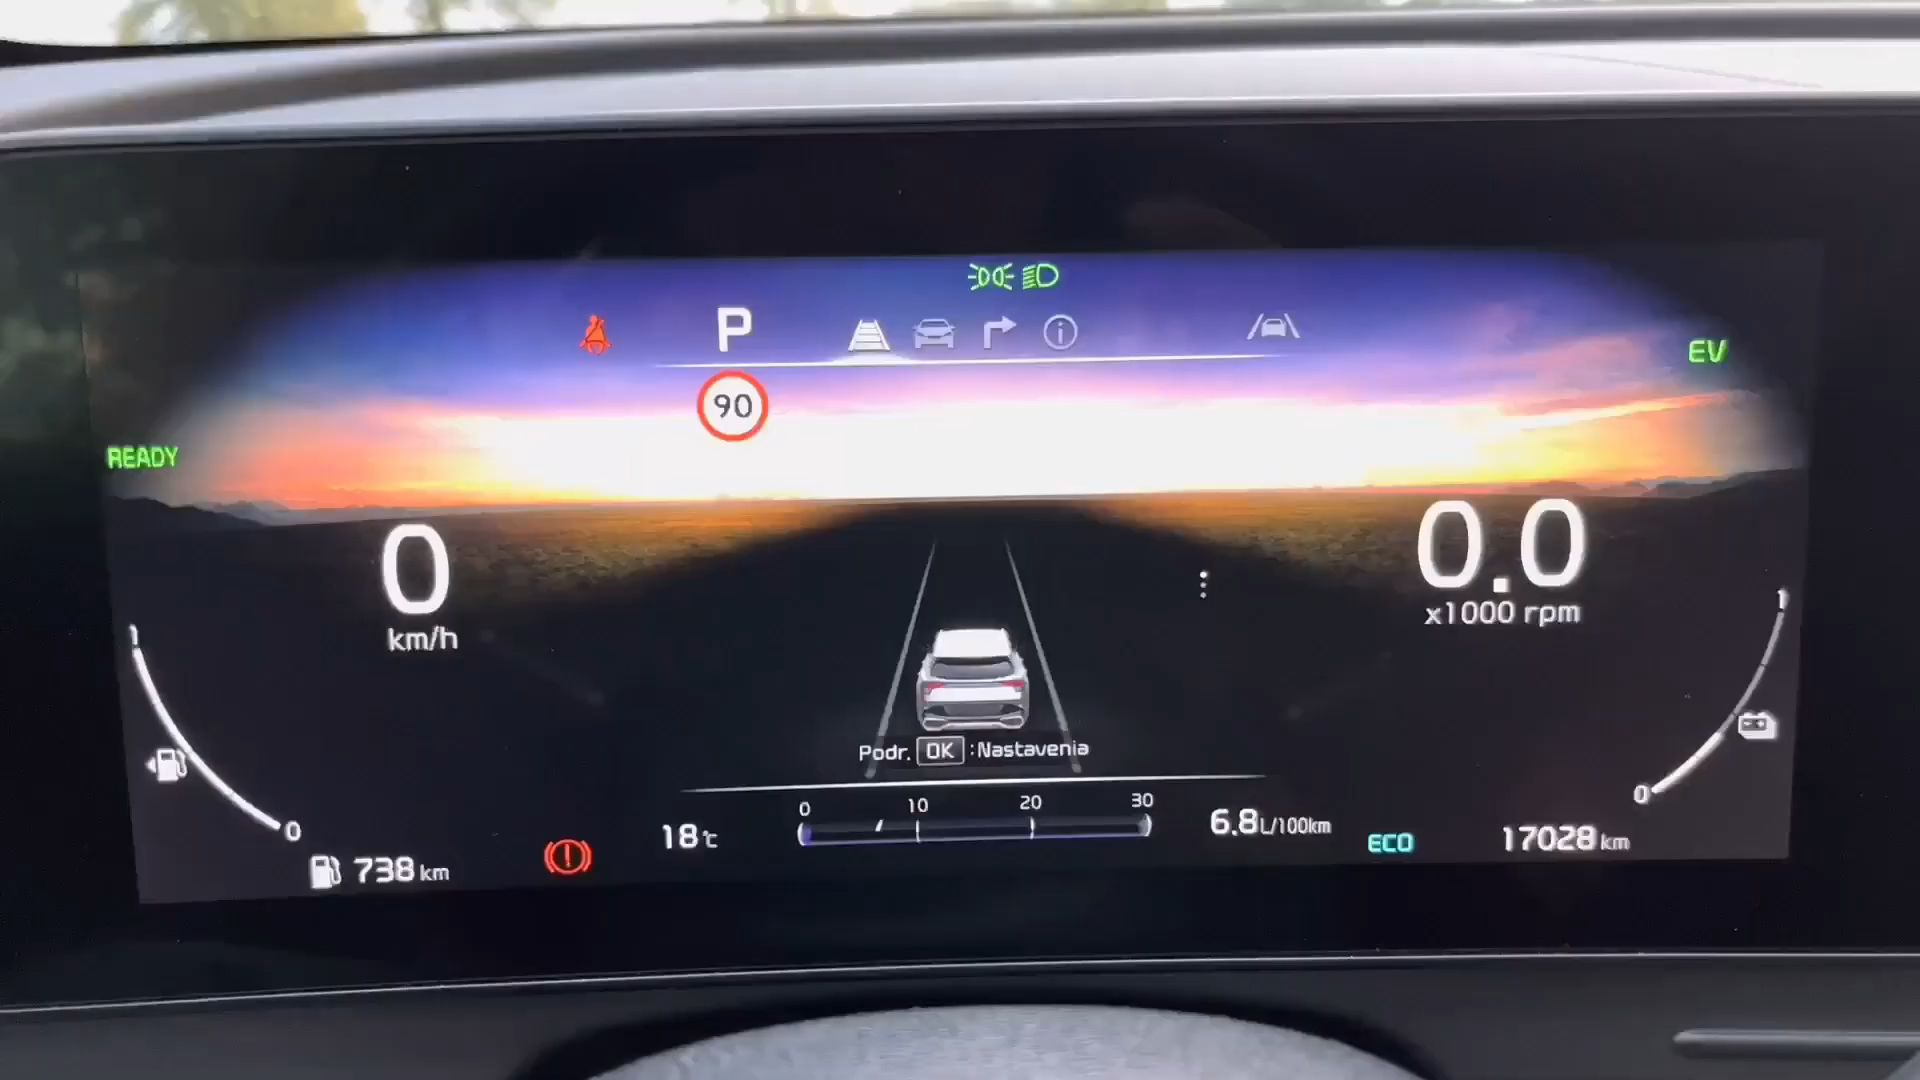 P
90
EV
READY
0
km/h
0.0
x1000 rpm
1
0
1
0
Podr. OK :Nastavenia
0 10 20 30
18℃
6.8L/100km
ECO
17028 km
738 km